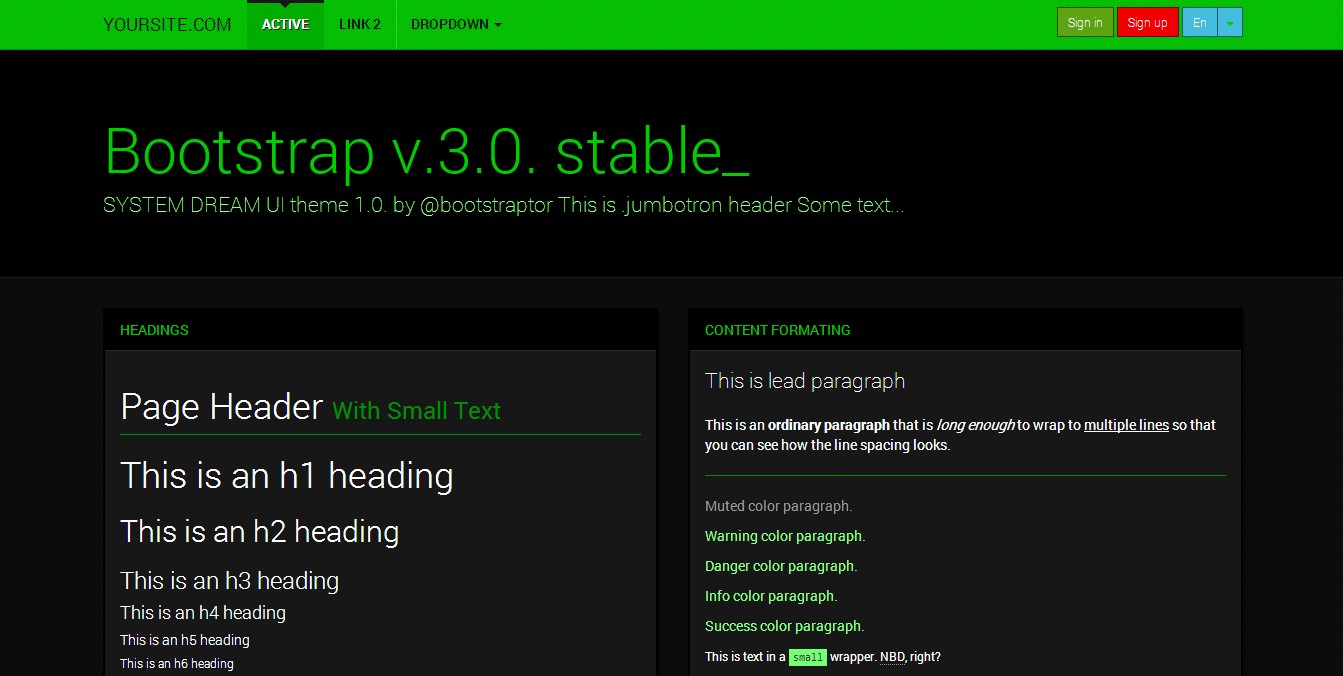 YOURSITE.COM ACTIVE LINK 2 DROPDOWN Sign in Sign up En
Bootstrap v.3.0. stable_
SYSTEM DREAM UI theme 1.0. by @bootstraptor This is .jumbotron header Some text...
HEADINGS
Page Header With Small Text
This is an h1 heading
This is an h2 heading
This is an h3 heading
This is an h4 heading
This is an h5 heading
This is an h6 heading
CONTENT FORMATING
This is lead paragraph
This is an ordinary paragraph that is long enough to wrap to multiple lines so that
you can see how the line spacing looks.
Muted color paragraph.
Warning color paragraph.
Danger color paragraph.
Info color paragraph.
Success color paragraph.
This is text in a small wrapper. NBD, right?